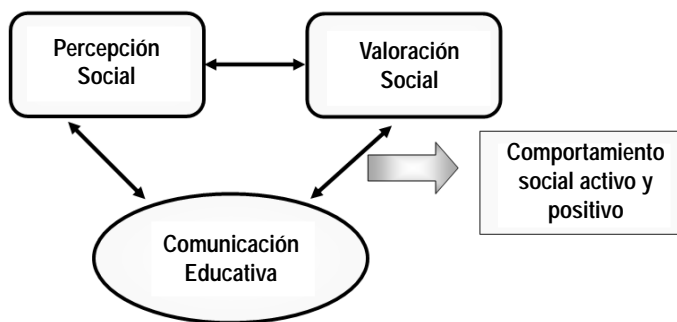 Percepción
Social
Valoración
Social
Comportamiento
social activo y
positivo
Comunicación
Educativa